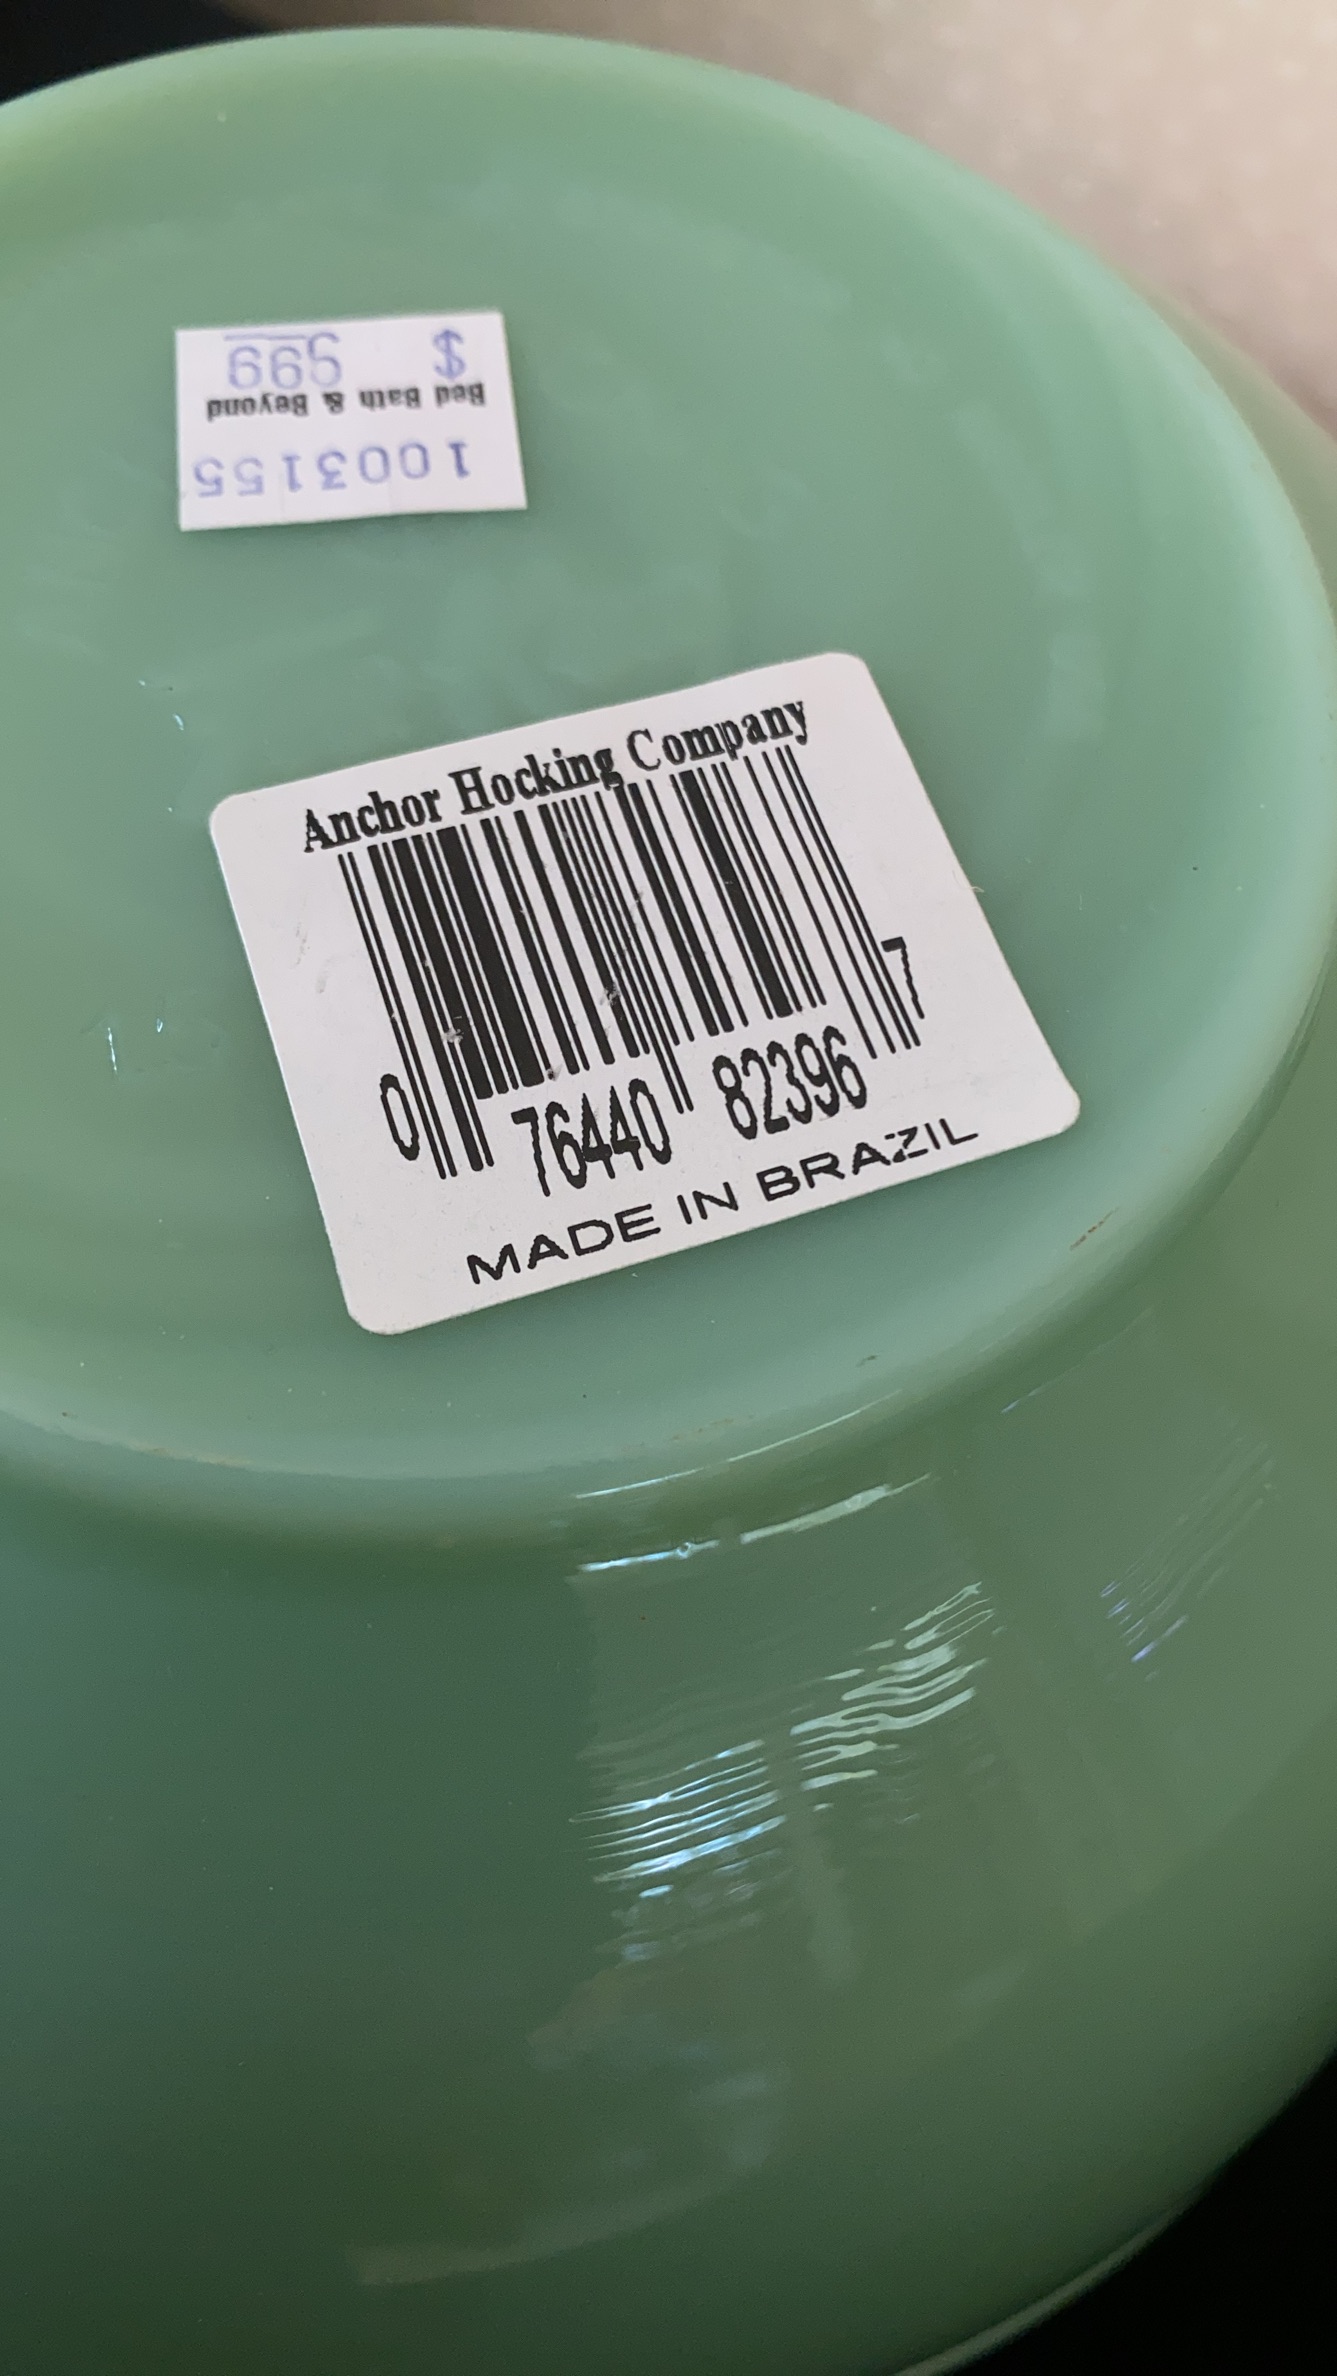 $ 999
Bed Bath & Beyond
1003155
Anchor Hocking Company
0 76440 82396 7
MADE IN BRAZIL